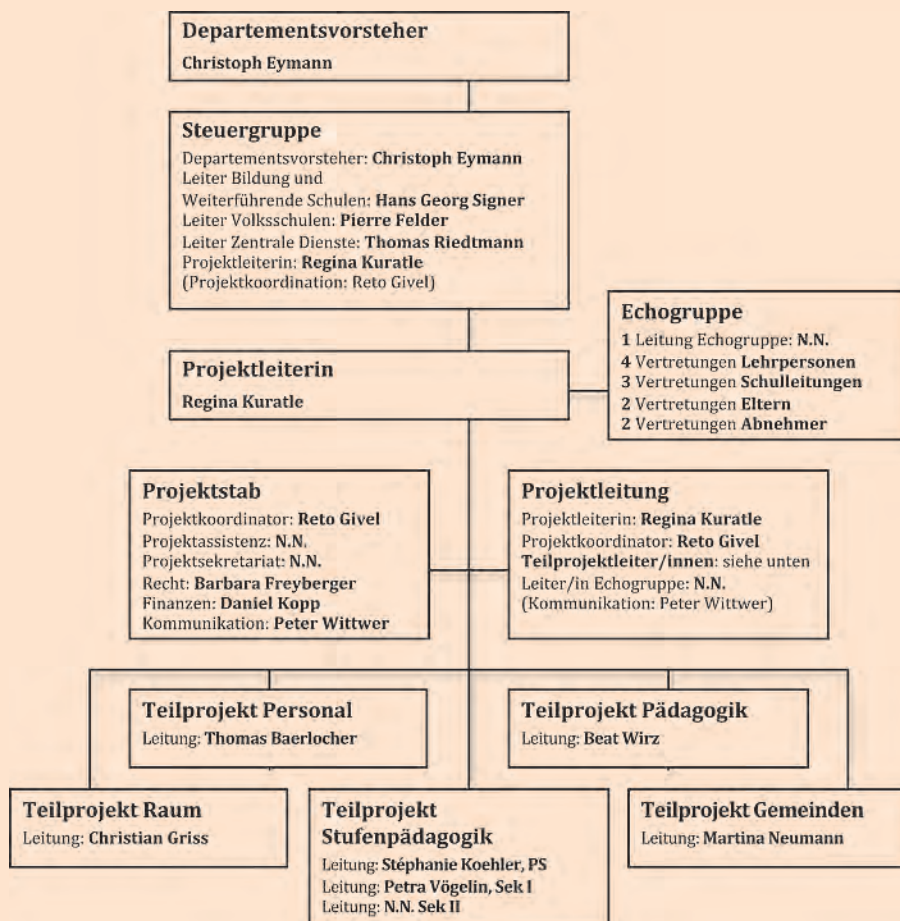 Departementsvorsteher
Christoph Eymann
Steuergruppe
Departementsvorsteher: Christoph Eymann
Leiter Bildung und
Weiterführende Schulen: Hans Georg Signer
Leiter Volksschulen: Pierre Felder
Leiter Zentrale Dienste: Thomas Riedtmann
Projektleiterin: Regina Kuratle
(Projektkoordination: Reto Givel)
Echogruppe
1 Leitung Echogruppe: N.N.
4 Vertretungen Lehrpersonen
3 Vertretungen Schulleitungen
2 Vertretungen Eltern
2 Vertretungen Abnehmer
Projektleiterin
Regina Kuratle
Projektstab
Projektkoordinator: Reto Givel
Projektassistenz: N.N.
Projektsekretariat: N.N.
Recht: Barbara Freyberger
Finanzen: Daniel Kopp
Kommunikation: Peter Wittwer
Projektleitung
Projektleiterin: Regina Kuratle
Projektkoordinator: Reto Givel
Teilprojektleiter/innen: siehe unten
Leiter/in Echogruppe: N.N.
(Kommunikation: Peter Wittwer)
Teilprojekt Personal
Leitung: Thomas Baerlocher
Teilprojekt Pädagogik
Leitung: Beat Wirz
Teilprojekt Raum
Leitung: Christian Griss
Teilprojekt
Stufenpädagogik
Leitung: Stéphanie Koehler, PS
Leitung: Petra Vögelin, Sek I
Leitung: N.N. Sek II
Teilprojekt Gemeinden
Leitung: Martina Neumann